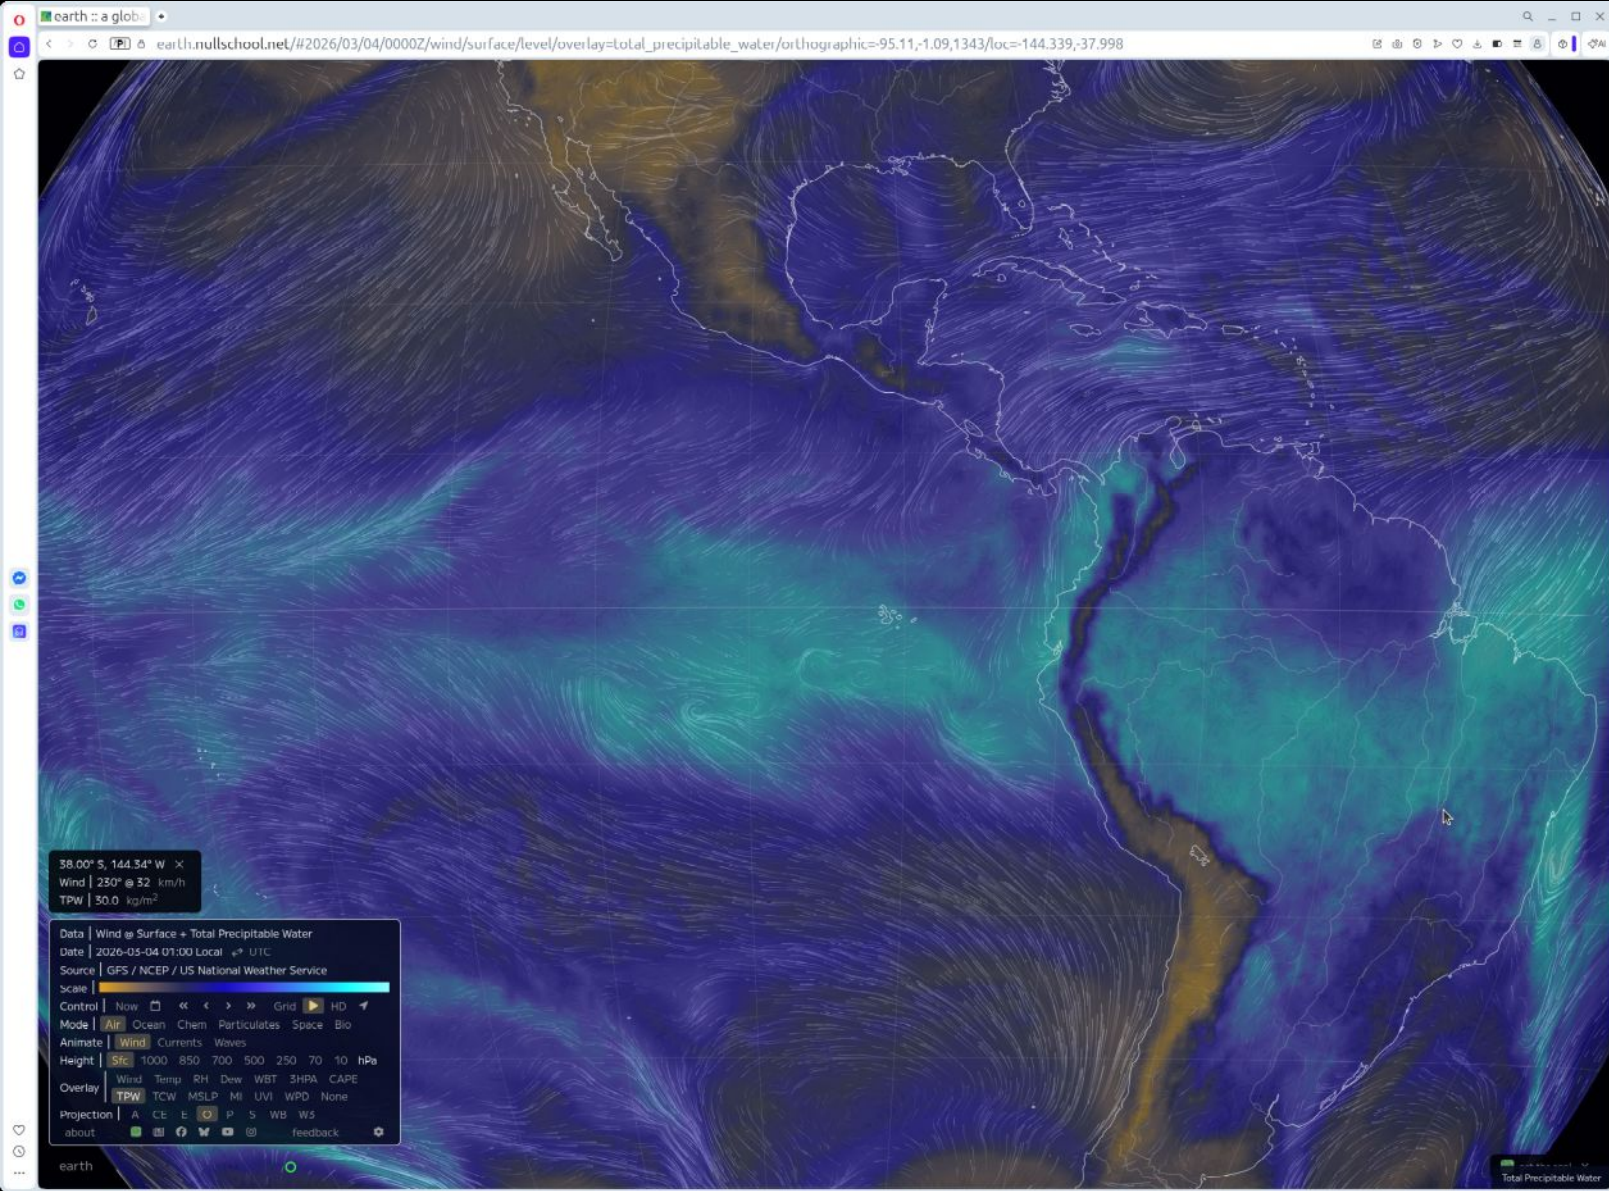 earth :: a globa
earth.nullschool.net/#2026/03/04/0000Z/wind/surface/level/overlay=total_precipitable_water/orthographic=-95.11,-1.09,1343/loc=-144.339,-37.998
AI
38.00° S, 144.34° W ✕
Wind | 230° @ 32 km/h
TPW | 30.0 kg/m²
Data | Wind @ Surface + Total Precipitable Water
Date | 2026-03-04 01:00 Local ⇄ UTC
Source | GFS / NCEP / US National Weather Service
Scale |
Control | Now « ‹ › » Grid HD
Mode | Air Ocean Chem Particulates Space Bio
Animate | Wind Currents Waves
Height | Sfc 1000 850 700 500 250 70 10 hPa
Overlay | Wind Temp RH Dew WBT 3HPA CAPE
TPW TCW MSLP MI UVI WPD None
Projection | A CE E O P S WB W3
about feedback
earth
Total Precipitable Water